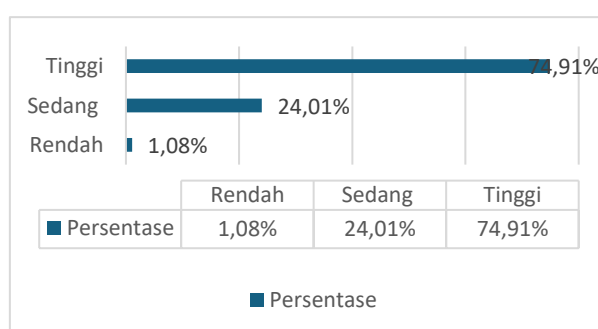 Tinggi 74,91%
Sedang 24,01%
Rendah 1,08%
Rendah Sedang Tinggi
Persentase 1,08% 24,01% 74,91%
Persentase